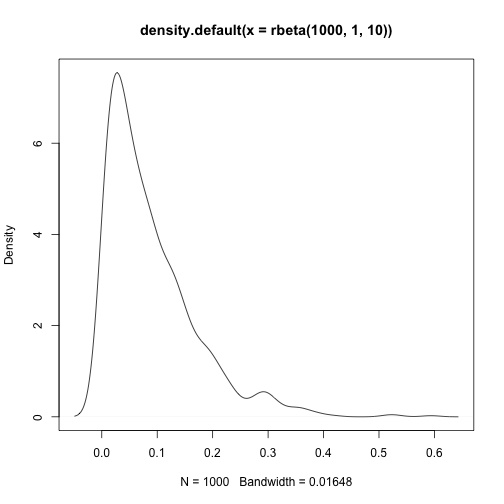 density.default(x = rbeta(1000, 1, 10))
Density
6
4
2
0
0.0 0.1 0.2 0.3 0.4 0.5 0.6
N = 1000 Bandwidth = 0.01648